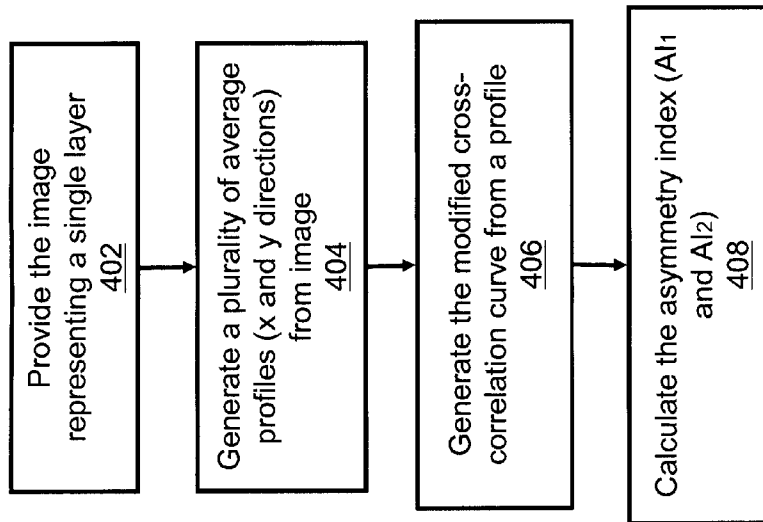 Provide the image
representing a single layer
402
Generate a plurality of average
profiles (x and y directions)
from image
404
Generate the modified cross-
correlation curve from a profile
406
Calculate the asymmetry index (AI1
and AI2)
408